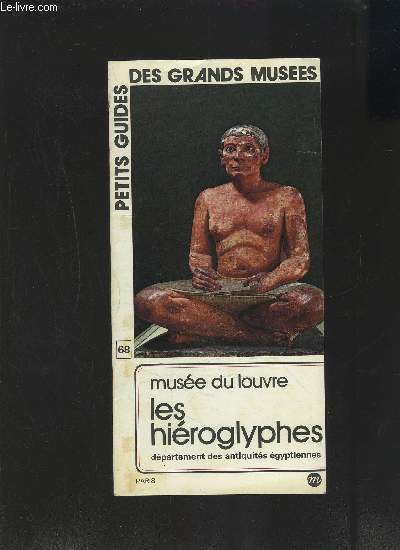 © Le-livre.com
DES GRANDS MUSEES
PETITS GUIDES
68
musée du louvre
les
hiéroglyphes
département des antiquités égyptiennes
PARIS
m